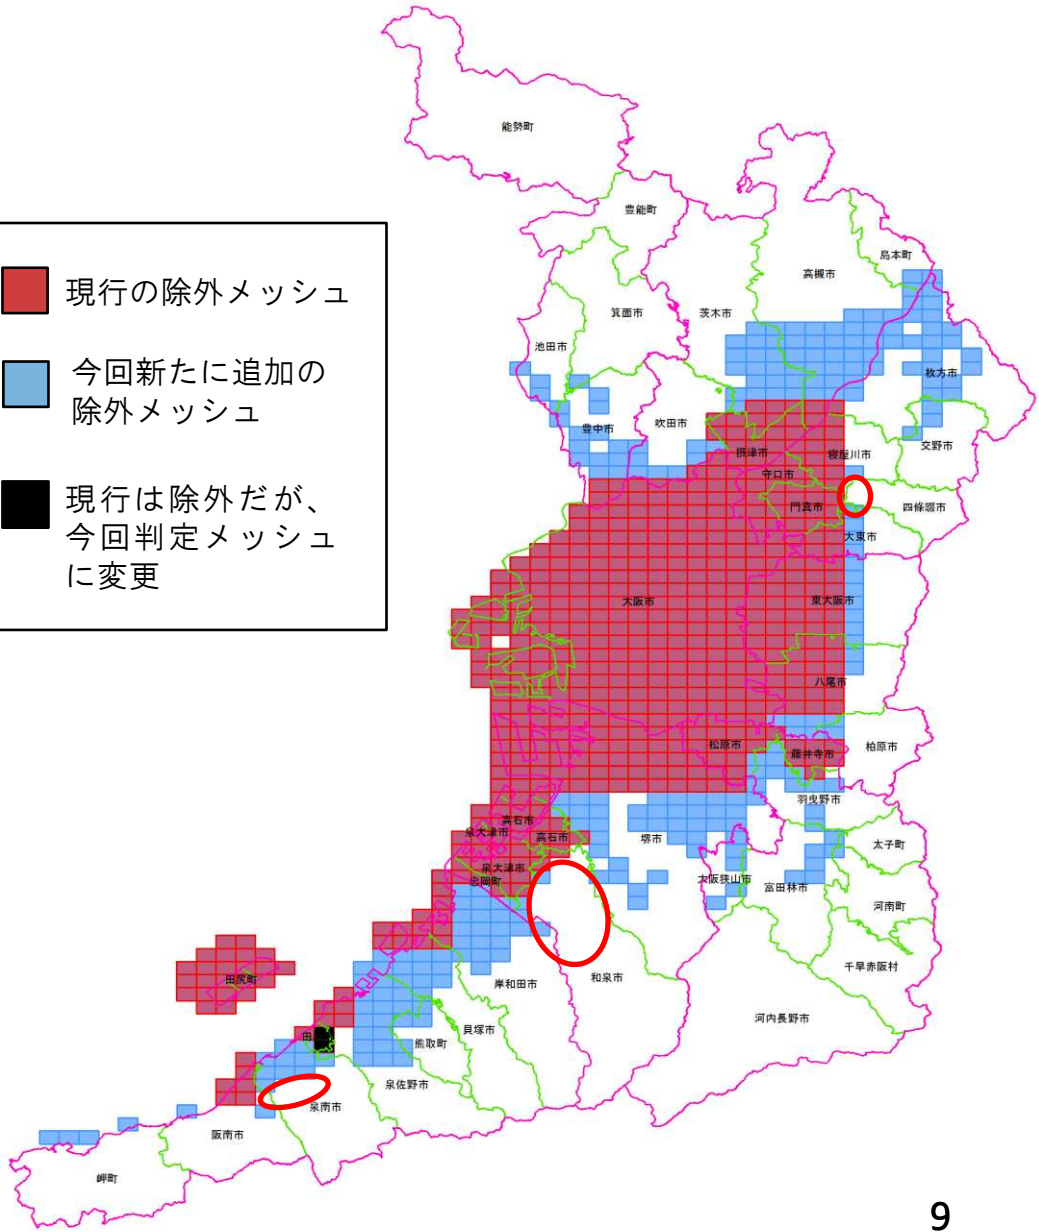 能勢町
豊能町
島本町
高槻市
現行の除外メッシュ
箕面市
茨木市
池田市
今回新たに追加の
除外メッシュ
枚方市
吹田市
豊中市
交野市
摂津市
寝屋川市
守口市
現行は除外だが、
今回判定メッシュ
に変更
門真市
四條畷市
大東市
大阪市
東大阪市
八尾市
松原市
藤井寺市
柏原市
羽曳野市
高石市
泉大津市
高石市
堺市
太子町
泉大津市
忠岡町
大阪狭山市
富田林市
河南町
千早赤阪村
田尻町
岸和田市
和泉市
河内長野市
貝塚市
田
熊取町
泉佐野市
泉南市
阪南市
岬町
9